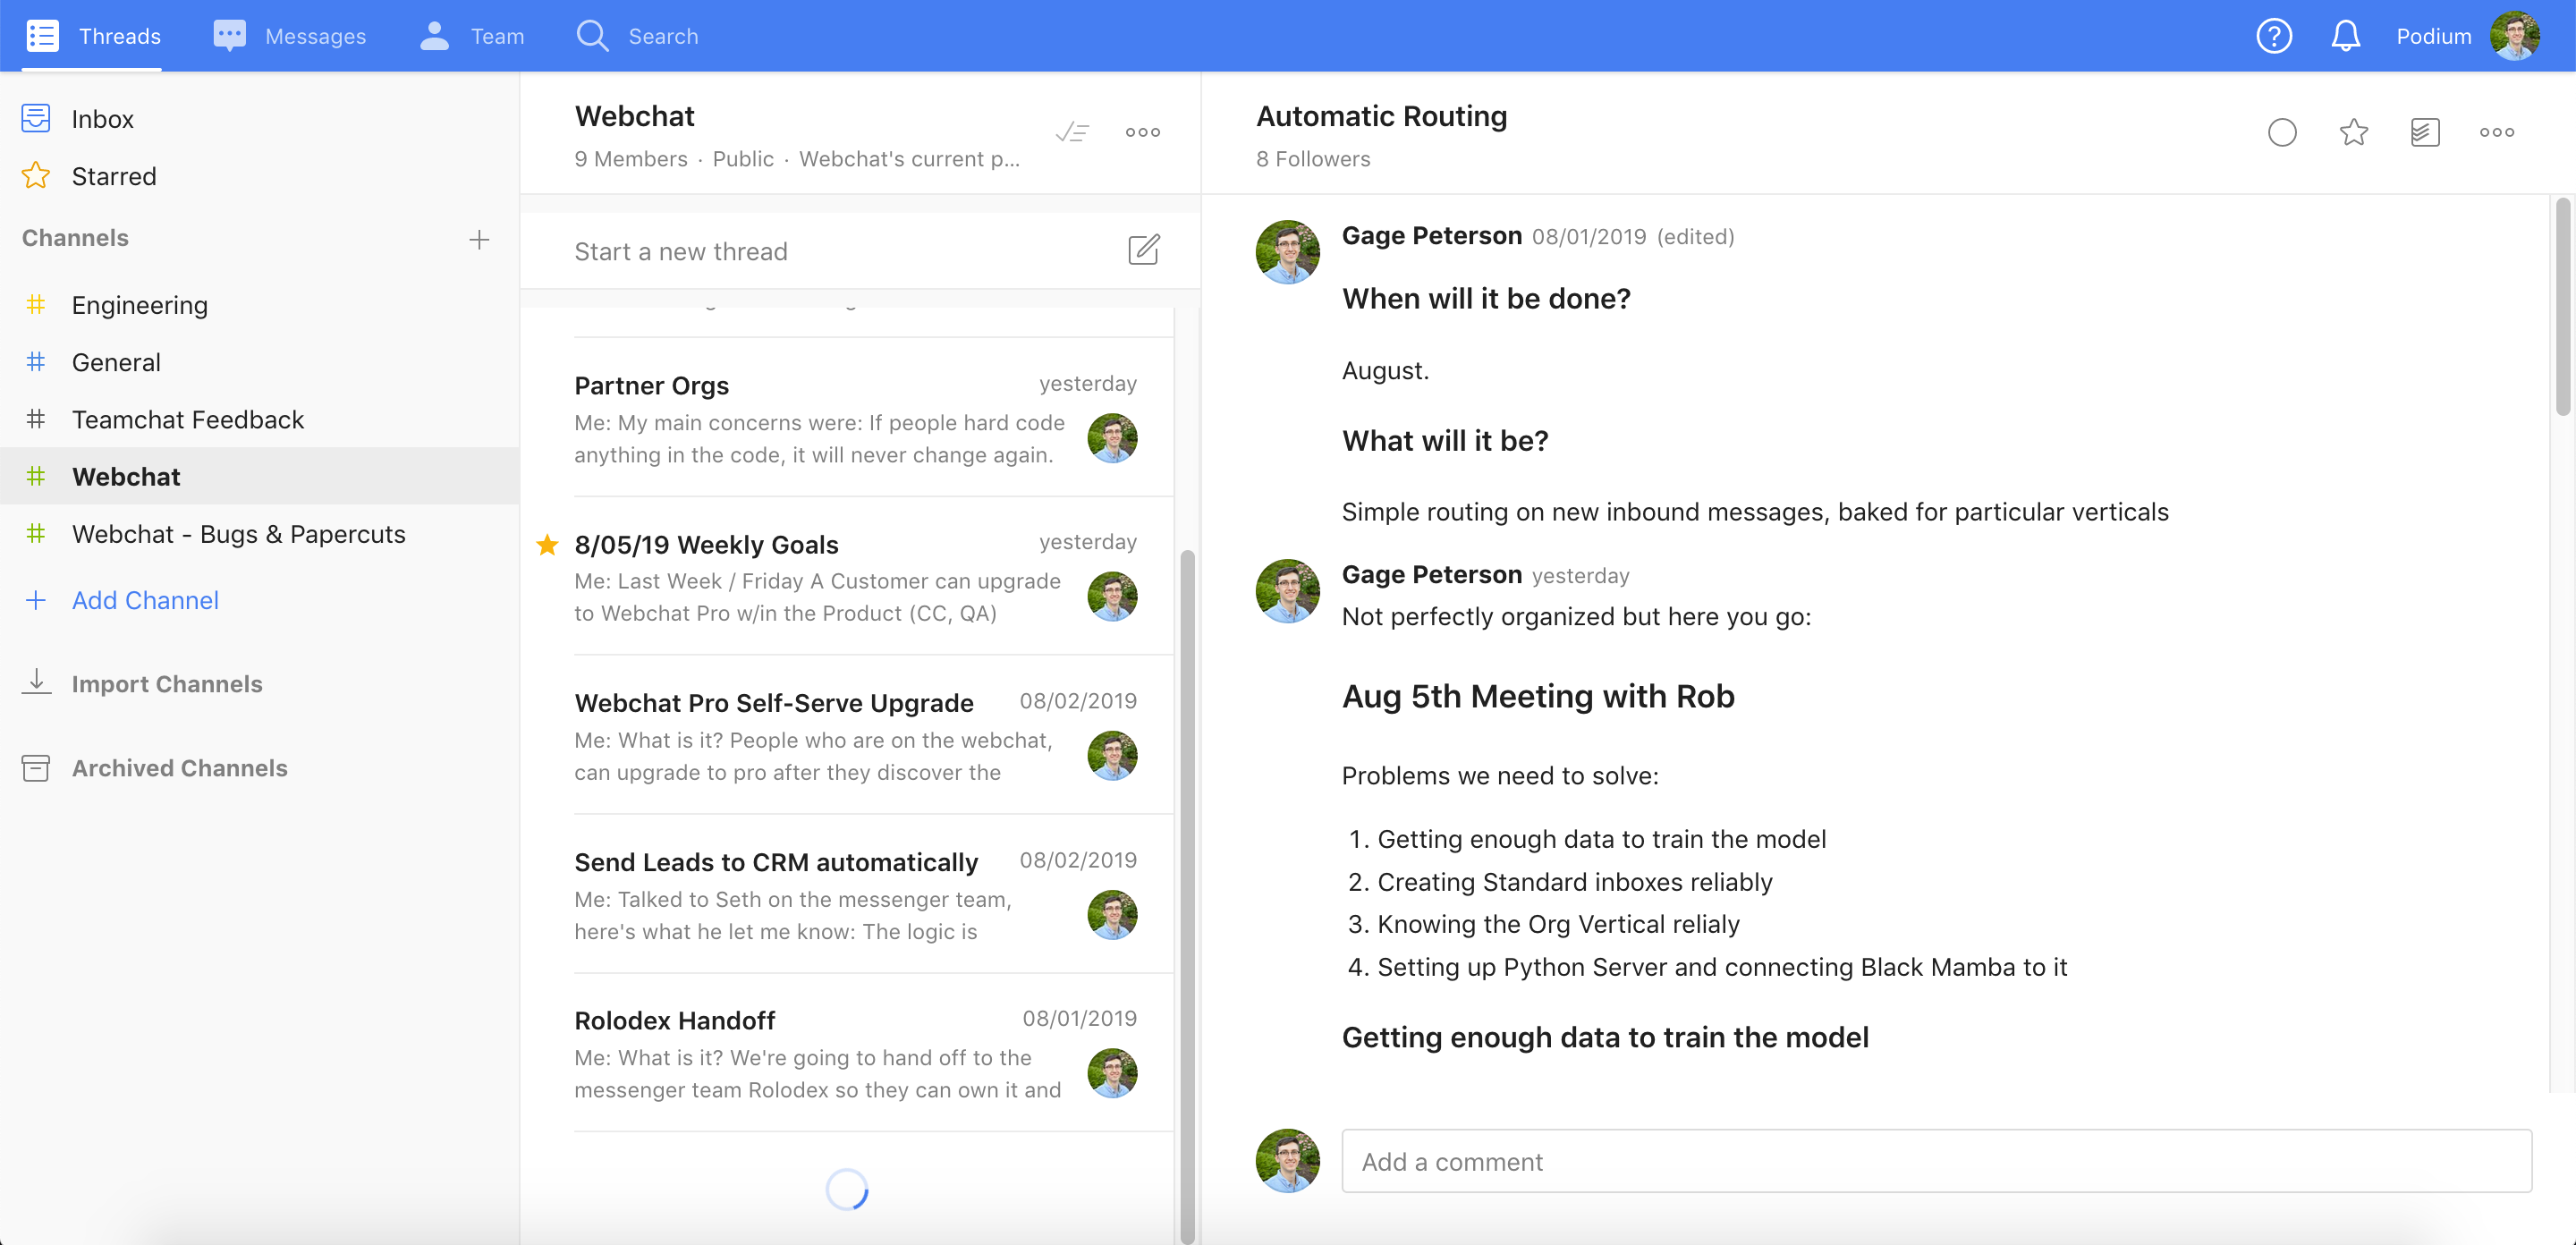 Threads
Messages
Team
Search
Podium
Inbox
Starred
Channels
Engineering
General
Teamchat Feedback
Webchat
Webchat - Bugs & Papercuts
Add Channel
Import Channels
Archived Channels
Webchat
9 Members · Public · Webchat's current p...
Start a new thread
Partner Orgs
yesterday
Me: My main concerns were: If people hard code
anything in the code, it will never change again.
8/05/19 Weekly Goals
yesterday
Me: Last Week / Friday A Customer can upgrade
to Webchat Pro w/in the Product (CC, QA)
Webchat Pro Self-Serve Upgrade
08/02/2019
Me: What is it? People who are on the webchat,
can upgrade to pro after they discover the
Send Leads to CRM automatically
08/02/2019
Me: Talked to Seth on the messenger team,
here's what he let me know: The logic is
Rolodex Handoff
08/01/2019
Me: What is it? We're going to hand off to the
messenger team Rolodex so they can own it and
Automatic Routing
8 Followers
Gage Peterson 08/01/2019 (edited)
When will it be done?
August.
What will it be?
Simple routing on new inbound messages, baked for particular verticals
Gage Peterson yesterday
Not perfectly organized but here you go:
Aug 5th Meeting with Rob
Problems we need to solve:
1. Getting enough data to train the model
2. Creating Standard inboxes reliably
3. Knowing the Org Vertical relialy
4. Setting up Python Server and connecting Black Mamba to it
Getting enough data to train the model
Add a comment